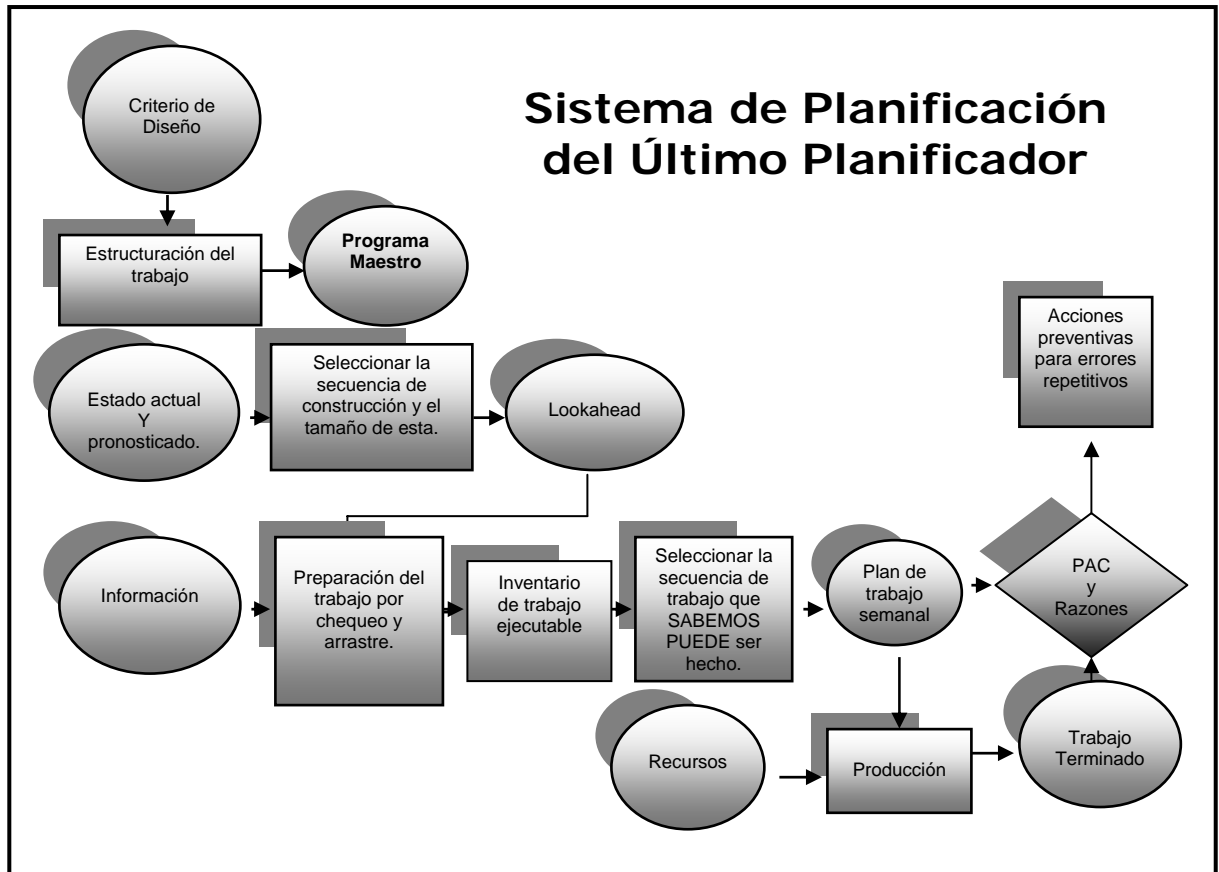 Sistema de Planificación
del Último Planificador
Criterio de
Diseño
Estructuración del
trabajo
Programa
Maestro
Estado actual
Y
pronosticado.
Seleccionar la
secuencia de
construcción y el
tamaño de esta.
Lookahead
Acciones
preventivas
para errores
repetitivos
Información
Preparación del
trabajo por
chequeo y
arrastre.
Inventario
de trabajo
ejecutable
Seleccionar la
secuencia de
trabajo que
SABEMOS
PUEDE ser
hecho.
Plan de
trabajo
semanal
PAC
y
Razones
Recursos
Producción
Trabajo
Terminado